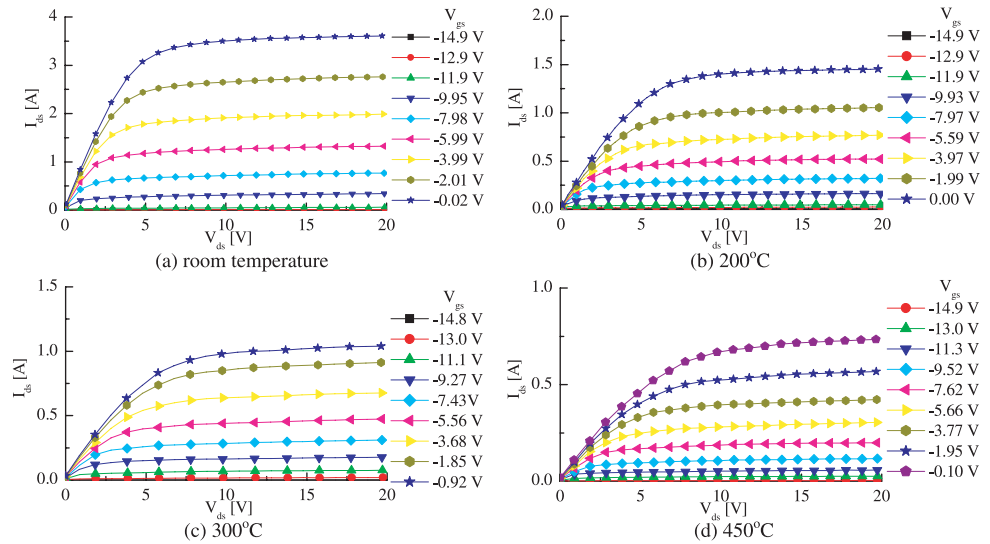 V_gs
-14.9 V
-12.9 V
-11.9 V
-9.95 V
-7.98 V
-5.99 V
-3.99 V
-2.01 V
-0.02 V
4
3
2
1
0
I_ds [A]
0 5 10 15 20
V_ds [V]
(a) room temperature
V_gs
-14.9 V
-12.9 V
-11.9 V
-9.93 V
-7.97 V
-5.59 V
-3.97 V
-1.99 V
0.00 V
2.0
1.5
1.0
0.5
0.0
I_ds [A]
0 5 10 15 20
V_ds [V]
(b) 200°C
V_gs
-14.8 V
-13.0 V
-11.1 V
-9.27 V
-7.43 V
-5.56 V
-3.68 V
-1.85 V
-0.92 V
1.5
1.0
0.5
0.0
I_ds [A]
0 5 10 15 20
V_ds [V]
(c) 300°C
V_gs
-14.9 V
-13.0 V
-11.3 V
-9.52 V
-7.62 V
-5.66 V
-3.77 V
-1.95 V
-0.10 V
1.0
0.5
0.0
I_ds [A]
0 5 10 15 20
V_ds [V]
(d) 450°C